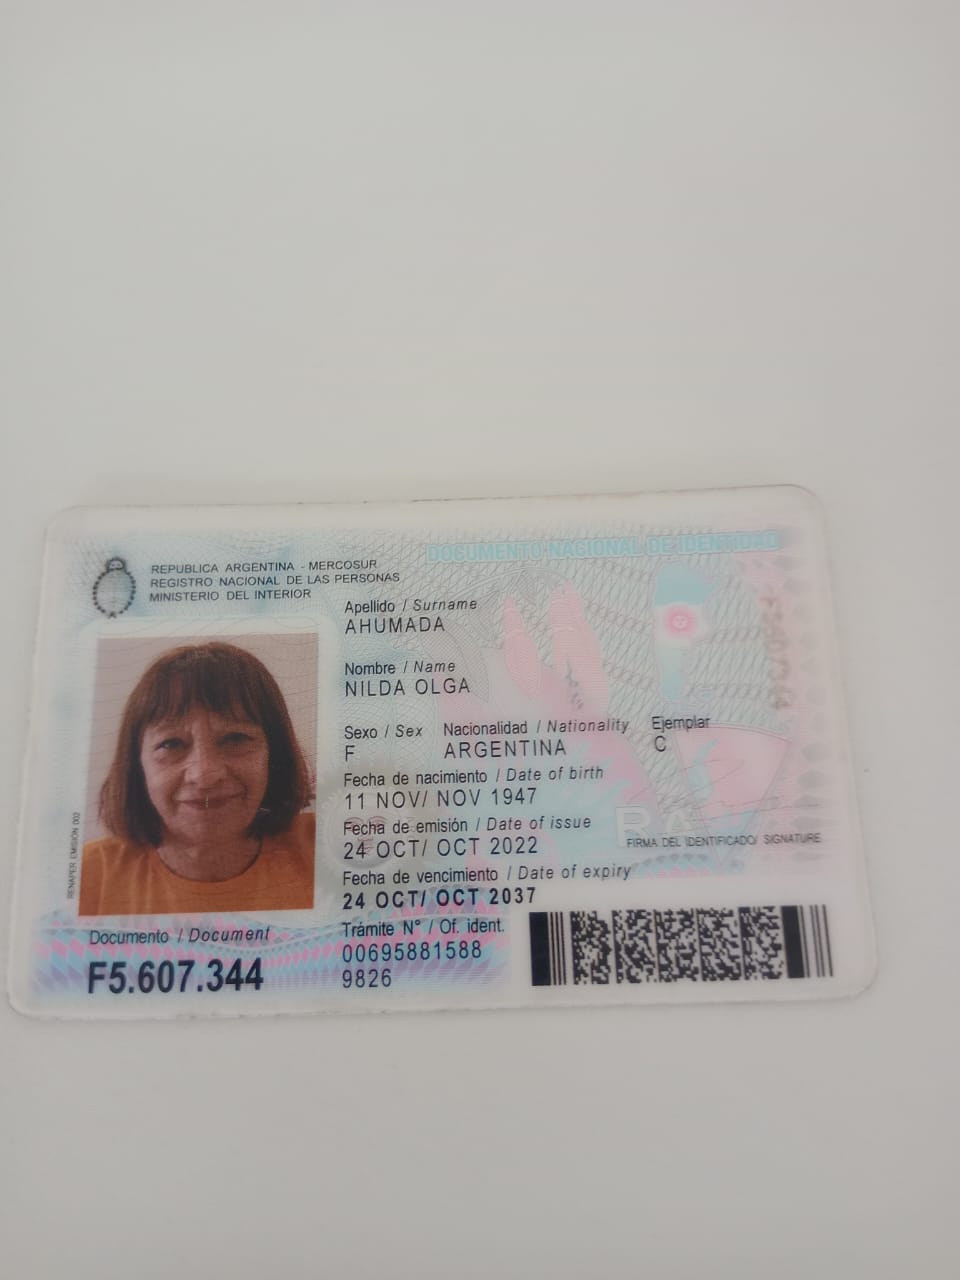 REPUBLICA ARGENTINA - MERCOSUR
REGISTRO NACIONAL DE LAS PERSONAS
MINISTERIO DEL INTERIOR
DOCUMENTO NACIONAL DE IDENTIDAD
Apellido / Surname
AHUMADA
Nombre / Name
NILDA OLGA
Sexo / Sex Nacionalidad / Nationality Ejemplar
F ARGENTINA C
Fecha de nacimiento / Date of birth
11 NOV/ NOV 1947
Fecha de emisión / Date of issue
24 OCT/ OCT 2022
RA
FIRMA DEL IDENTIFICADO/ SIGNATURE
Fecha de vencimiento / Date of expiry
24 OCT/ OCT 2037
Trámite N° / Of. ident.
00695881588
9826
RENAPER EMISIÓN 002
Documento / Document
F5.607.344